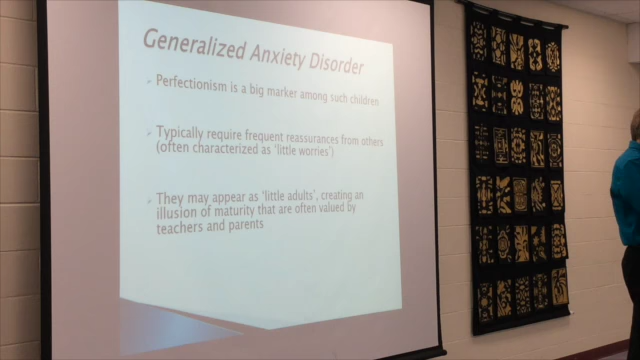 Generalized Anxiety Disorder
Perfectionism is a big marker among such children
Typically require frequent reassurances from others
(often characterized as 'little worries')
They may appear as 'little adults', creating an
illusion of maturity that are often valued by
teachers and parents